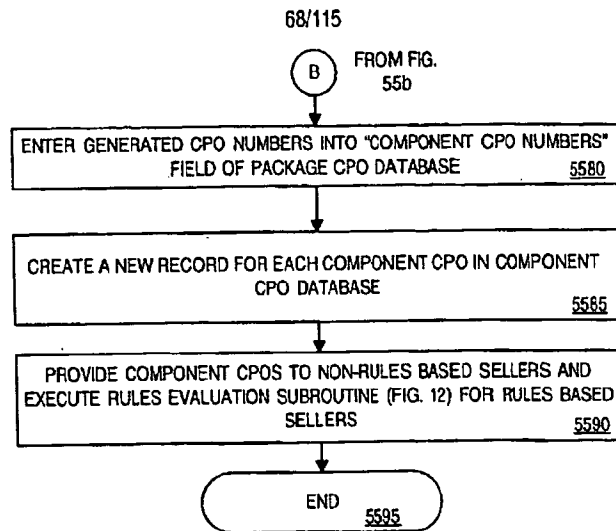 68/115
B
FROM FIG.
55b
ENTER GENERATED CPO NUMBERS INTO "COMPONENT CPO NUMBERS"
FIELD OF PACKAGE CPO DATABASE
5580
CREATE A NEW RECORD FOR EACH COMPONENT CPO IN COMPONENT
CPO DATABASE
5585
PROVIDE COMPONENT CPOS TO NON-RULES BASED SELLERS AND
EXECUTE RULES EVALUATION SUBROUTINE (FIG. 12) FOR RULES BASED
SELLERS
5590
END
5595